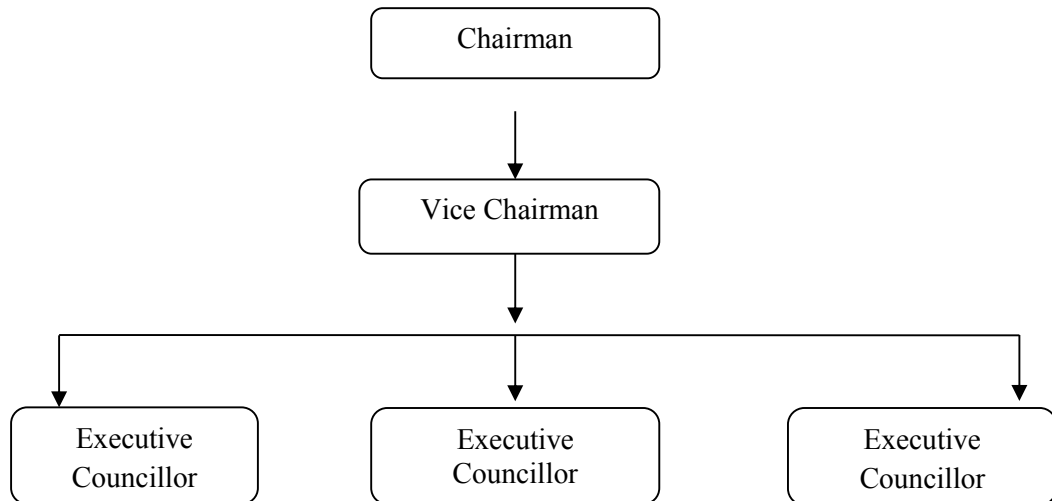 Chairman
Vice Chairman
Executive
Councillor
Executive
Councillor
Executive
Councillor